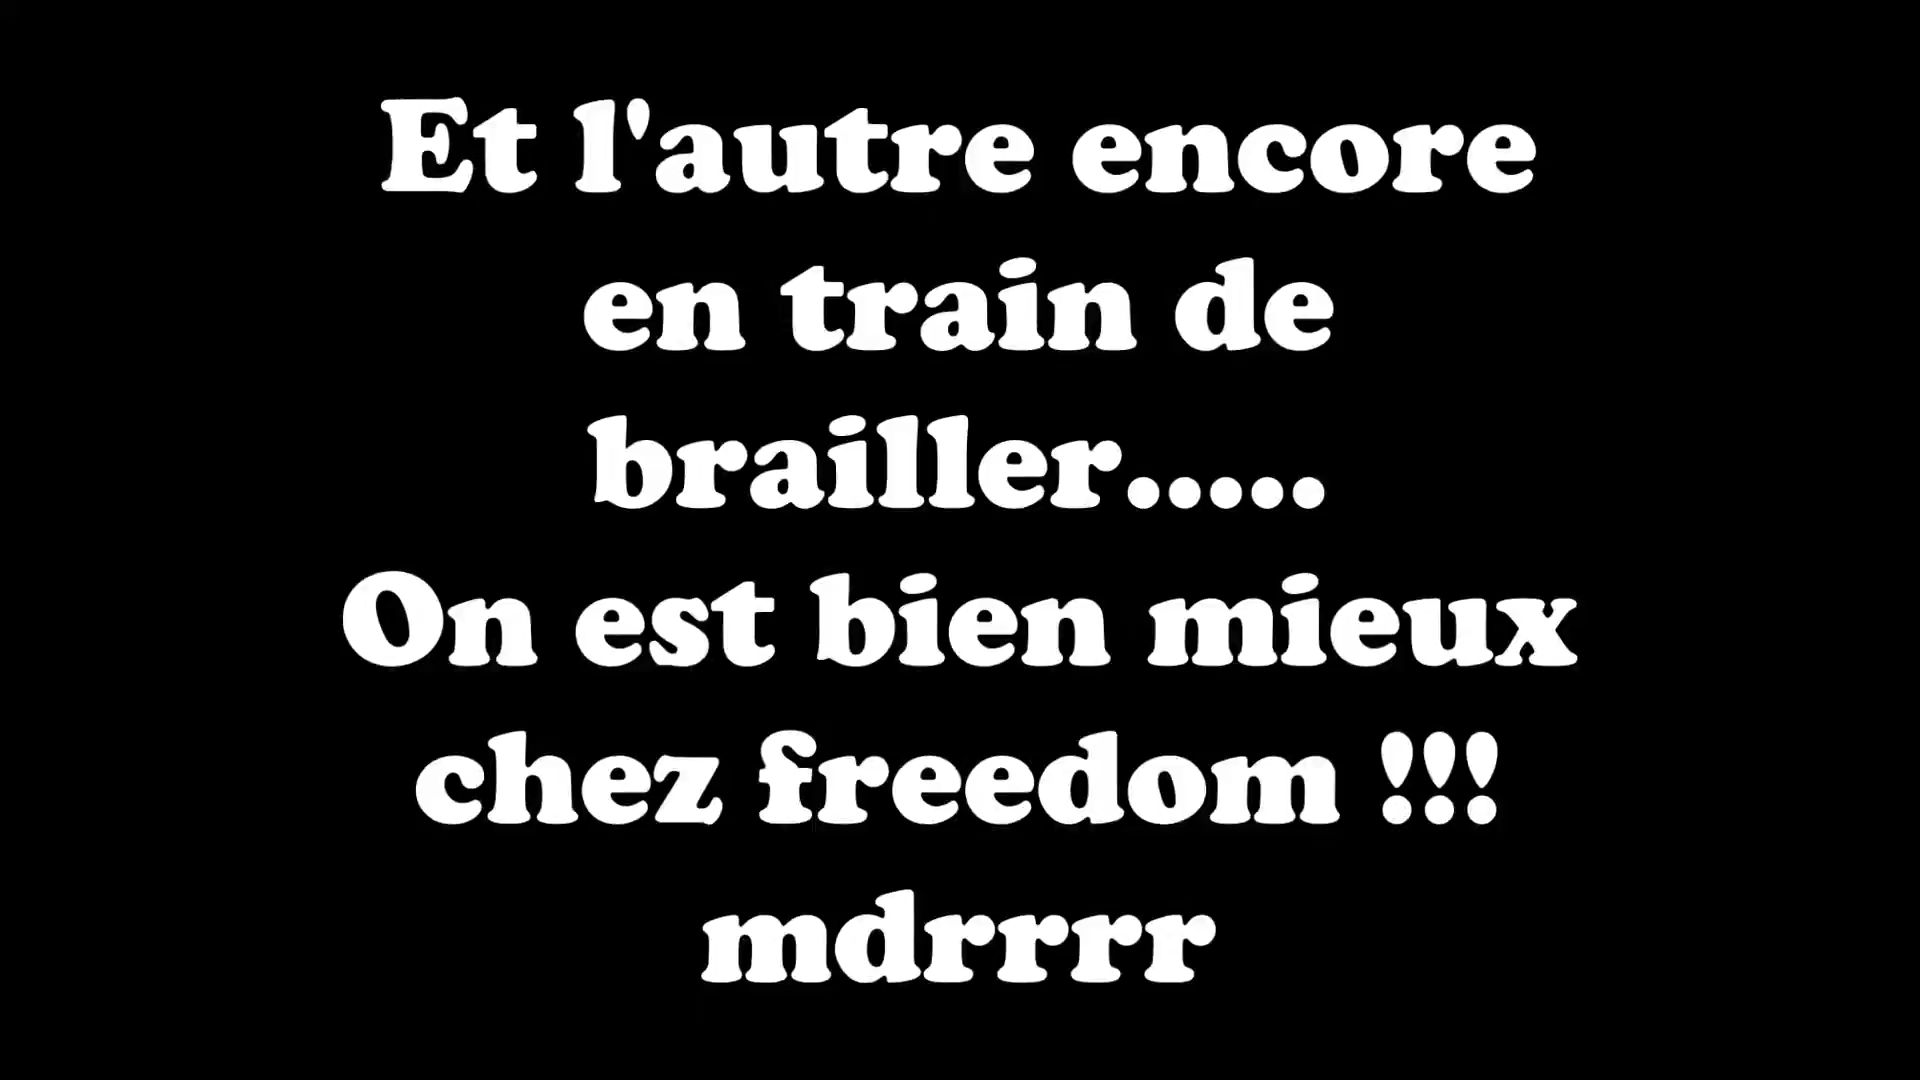 Et l'autre encore
en train de
brailler.....
On est bien mieux
chez freedom !!!
mdrrrr